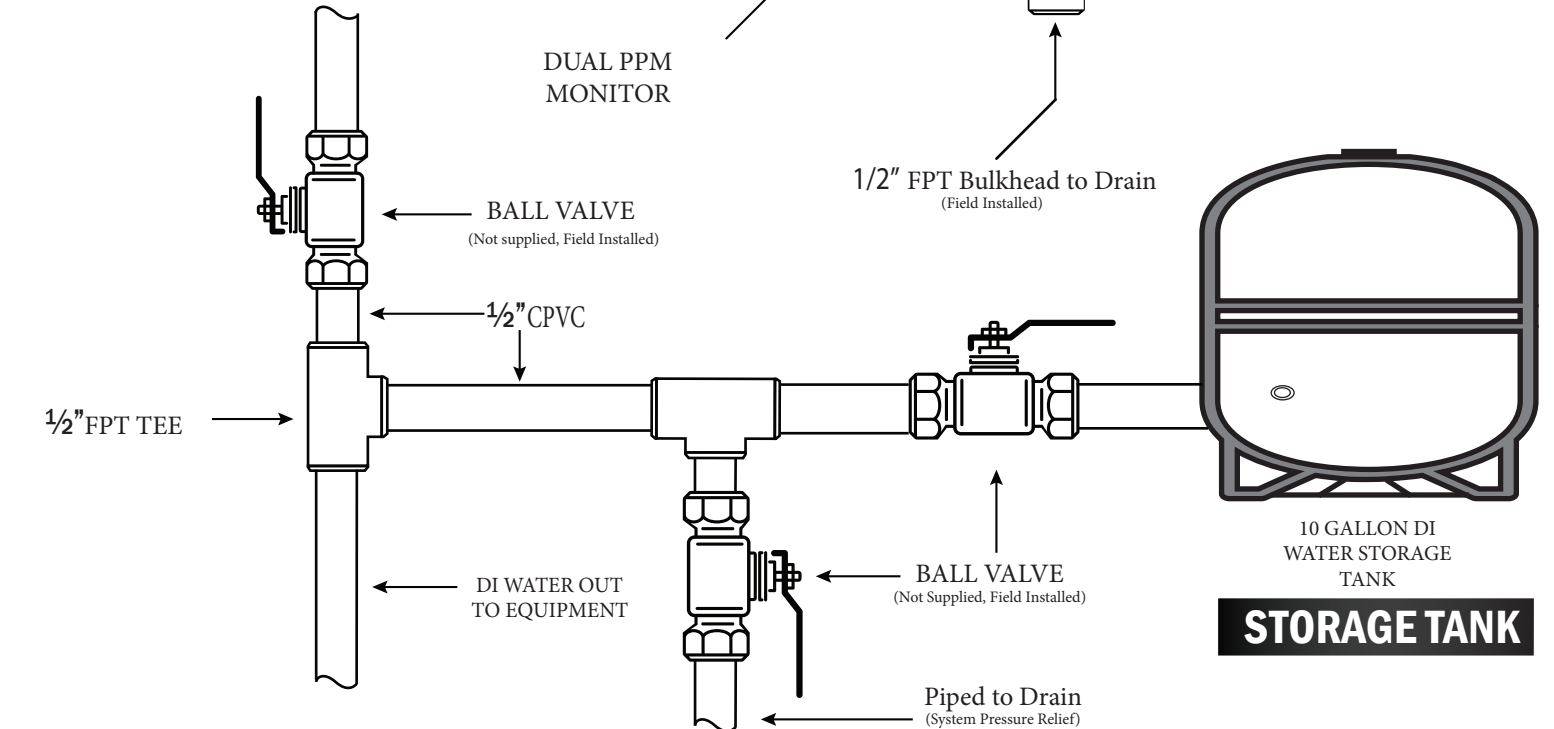 DUAL PPM
MONITOR
1/2" FPT Bulkhead to Drain
(Field Installed)
BALL VALVE
(Not supplied, Field Installed)
½”CPVC
½”FPT TEE
DI WATER OUT
TO EQUIPMENT
BALL VALVE
(Not Supplied, Field Installed)
10 GALLON DI
WATER STORAGE
TANK
STORAGE TANK
Piped to Drain
(System Pressure Relief)